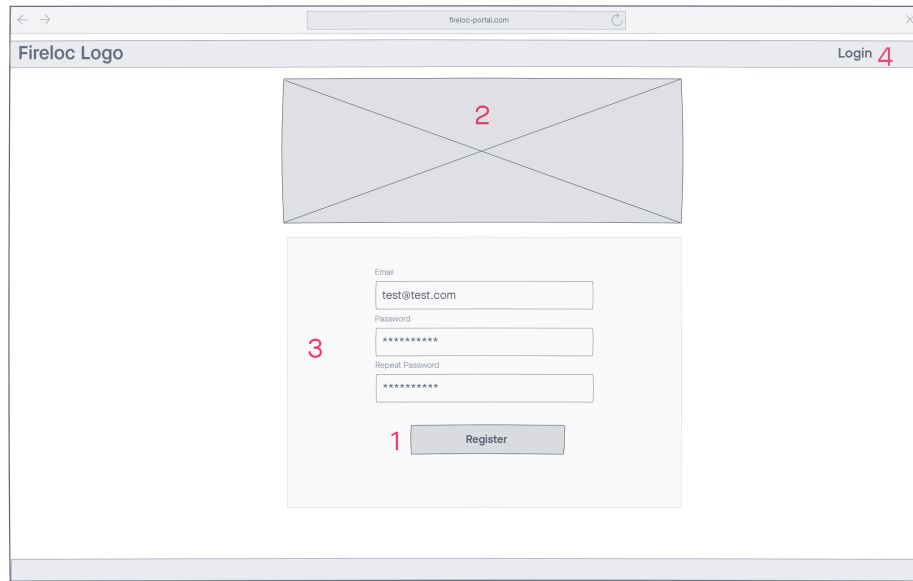 fireloc-portal.com
Fireloc Logo
Login 4
2
Email
test@test.com
Password
**********
3
Repeat Password
**********
1 Register